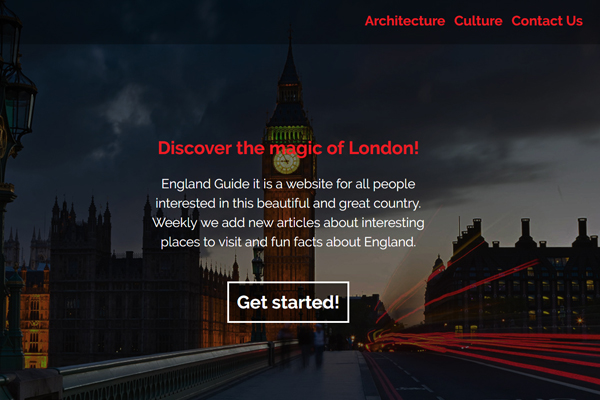 Architecture Culture Contact Us
Discover the magic of London!
England Guide it is a website for all people
interested in this beautiful and great country.
Weekly we add new articles about interesting
places to visit and fun facts about England.
Get started!